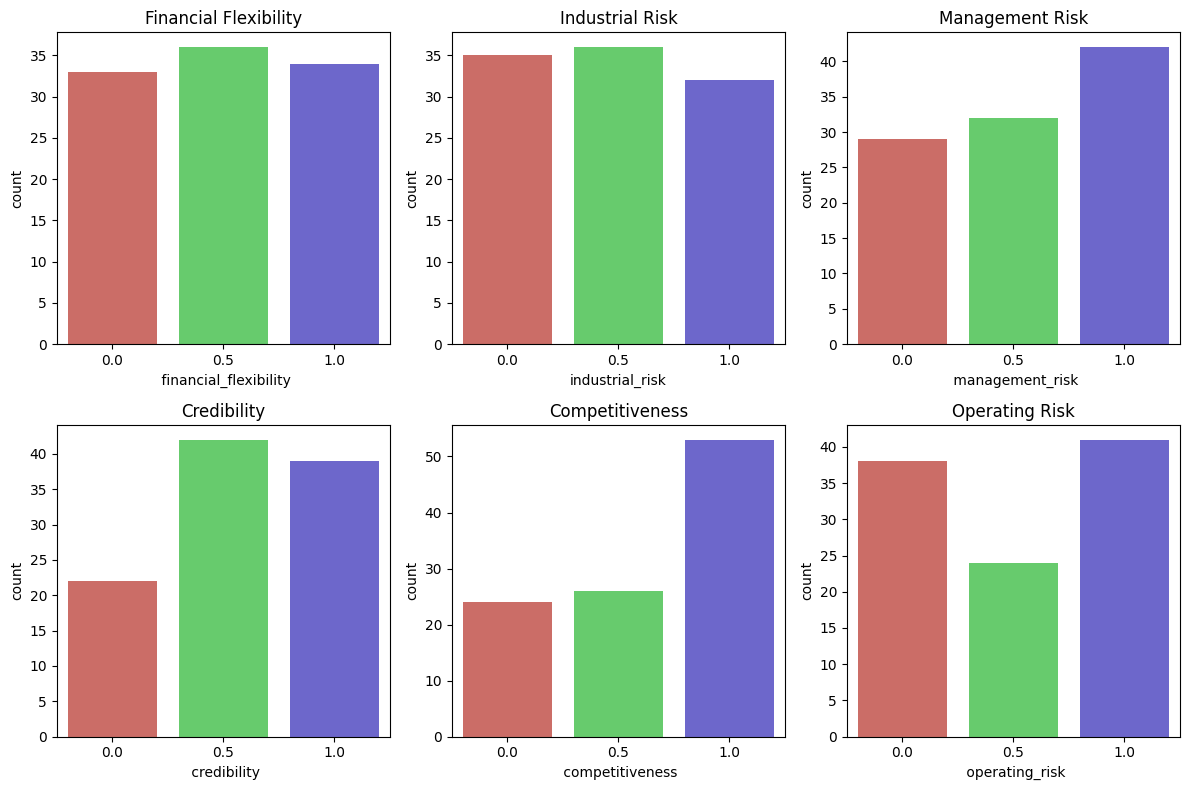 Financial Flexibility
35
30
25
20
15
10
5
0
count
0.0 0.5 1.0
financial_flexibility
Industrial Risk
35
30
25
20
15
10
5
0
count
0.0 0.5 1.0
industrial_risk
Management Risk
40
35
30
25
20
15
10
5
0
count
0.0 0.5 1.0
management_risk
Credibility
40
35
30
25
20
15
10
5
0
count
0.0 0.5 1.0
credibility
Competitiveness
50
40
30
20
10
0
count
0.0 0.5 1.0
competitiveness
Operating Risk
40
35
30
25
20
15
10
5
0
count
0.0 0.5 1.0
operating_risk